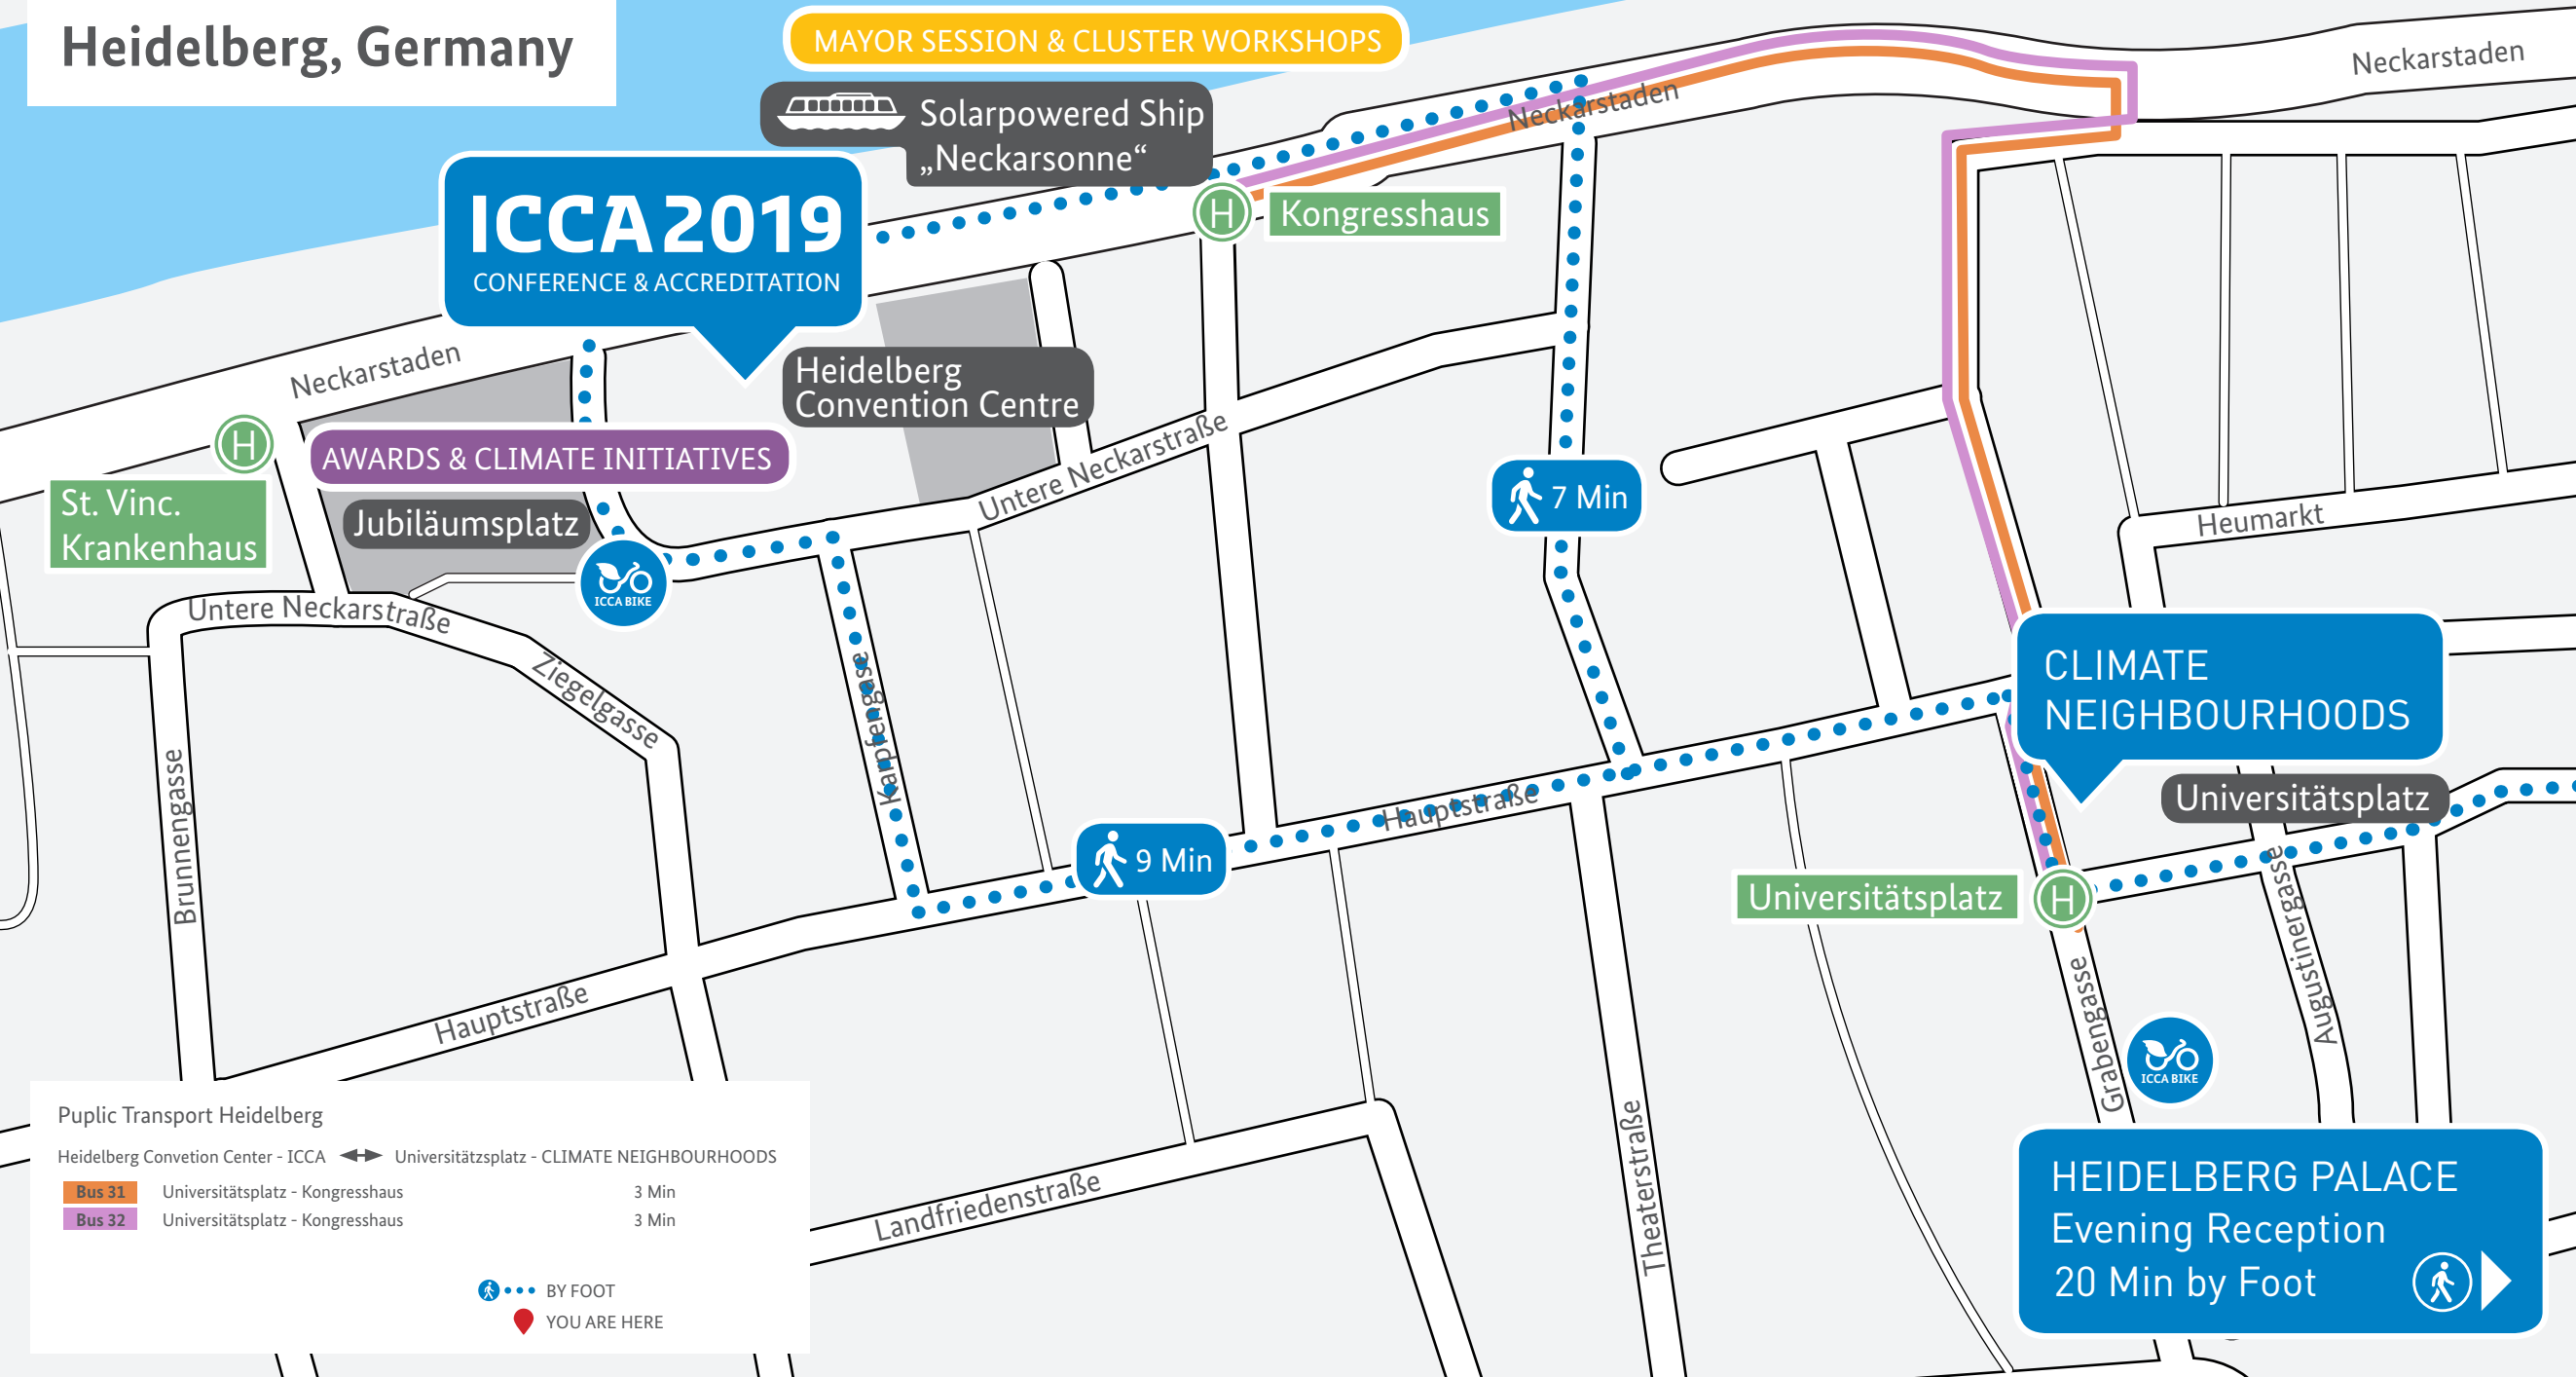 Heidelberg, Germany
MAYOR SESSION & CLUSTER WORKSHOPS
Solarpowered Ship
„Neckarsonne“
ICCA 2019
CONFERENCE & ACCREDITATION
Neckarstaden
Neckarstaden
Neckarstaden
H
Kongresshaus
Heidelberg
Convention Centre
H
St. Vinc.
Krankenhaus
AWARDS & CLIMATE INITIATIVES
Jubiläumsplatz
ICCA BIKE
Untere Neckarstraße
Untere Neckarstraße
7 Min
Heumarkt
Ziegelgasse
Brunnengasse
Karpfengasse
CLIMATE
NEIGHBOURHOODS
Universitätsplatz
Hauptstraße
9 Min
Universitätsplatz
H
Augustinergasse
Grabengasse
Hauptstraße
ICCA BIKE
Landfriedenstraße
Theaterstraße
HEIDELBERG PALACE
Evening Reception
20 Min by Foot
Puplic Transport Heidelberg
Heidelberg Convetion Center - ICCA Universitätzsplatz - CLIMATE NEIGHBOURHOODS
Bus 31 Universitätsplatz - Kongresshaus 3 Min
Bus 32 Universitätsplatz - Kongresshaus 3 Min
BY FOOT
YOU ARE HERE